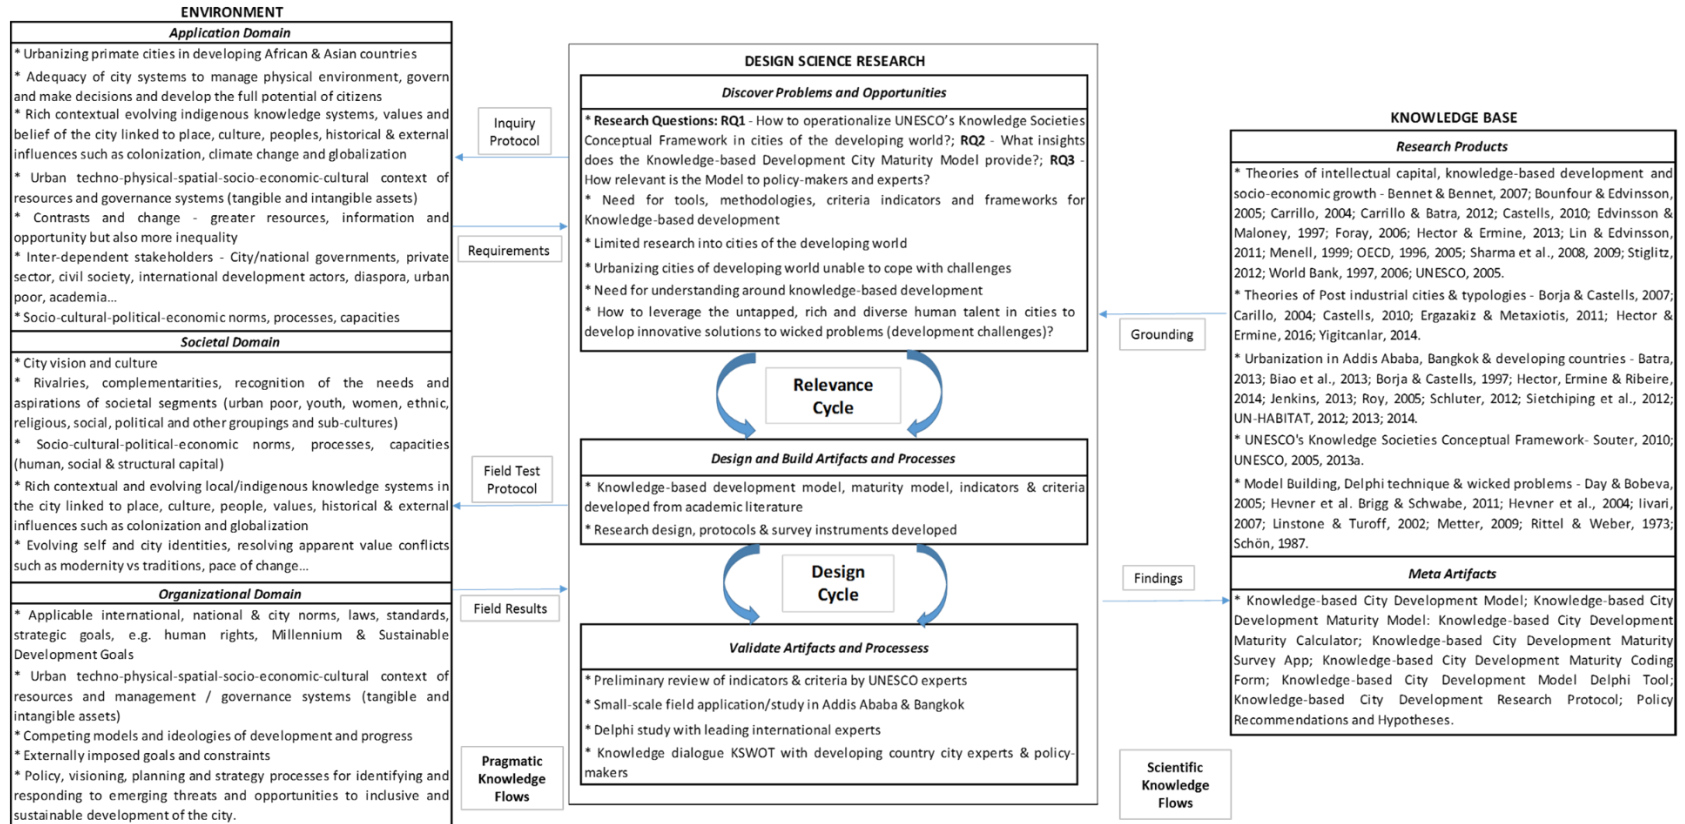 ENVIRONMENT
Application Domain
* Urbanizing primate cities in developing African & Asian countries
* Adequacy of city systems to manage physical environment, govern
and make decisions and develop the full potential of citizens
* Rich contextual evolving indigenous knowledge systems, values and
belief of the city linked to place, culture, peoples, historical & external
influences such as colonization, climate change and globalization
* Urban techno-physical-spatial-socio-economic-cultural context of
resources and governance systems (tangible and intangible assets)
* Contrasts and change - greater resources, information and
opportunity but also more inequality
* Inter-dependent stakeholders - City/national governments, private
sector, civil society, international development actors, diaspora, urban
poor, academia...
* Socio-cultural-political-economic norms, processes, capacities
Societal Domain
* City vision and culture
* Rivalries, complementarities, recognition of the needs and
aspirations of societal segments (urban poor, youth, women, ethnic,
religious, social, political and other groupings and sub-cultures)
* Socio-cultural-political-economic norms, processes, capacities
(human, social & structural capital)
* Rich contextual and evolving local/indigenous knowledge systems in
the city linked to place, culture, people, values, historical & external
influences such as colonization and globalization
* Evolving self and city identities, resolving apparent value conflicts
such as modernity vs traditions, pace of change...
Organizational Domain
* Applicable international, national & city norms, laws, standards,
strategic goals, e.g. human rights, Millennium & Sustainable
Development Goals
* Urban techno-physical-spatial-socio-economic-cultural context of
resources and management / governance systems (tangible and
intangible assets)
* Competing models and ideologies of development and progress
* Externally imposed goals and constraints
* Policy, visioning, planning and strategy processes for identifying and
responding to emerging threats and opportunities to inclusive and
sustainable development of the city.
Inquiry
Protocol
Requirements
Field Test
Protocol
Field Results
Pragmatic
Knowledge
Flows
DESIGN SCIENCE RESEARCH
Discover Problems and Opportunities
* Research Questions: RQ1 - How to operationalize UNESCO's Knowledge Societies
Conceptual Framework in cities of the developing world?; RQ2 - What insights
does the Knowledge-based Development City Maturity Model provide?; RQ3 -
How relevant is the Model to policy-makers and experts?
* Need for tools, methodologies, criteria indicators and frameworks for
Knowledge-based development
* Limited research into cities of the developing world
* Urbanizing cities of developing world unable to cope with challenges
* Need for understanding around knowledge-based development
* How to leverage the untapped, rich and diverse human talent in cities to
develop innovative solutions to wicked problems (development challenges)?
Relevance
Cycle
Design and Build Artifacts and Processes
* Knowledge-based development model, maturity model, indicators & criteria
developed from academic literature
* Research design, protocols & survey instruments developed
Design
Cycle
Validate Artifacts and Processess
* Preliminary review of indicators & criteria by UNESCO experts
* Small-scale field application/study in Addis Ababa & Bangkok
* Delphi study with leading international experts
* Knowledge dialogue KSWOT with developing country city experts & policy-
makers
Grounding
Findings
Scientific
Knowledge
Flows
KNOWLEDGE BASE
Research Products
* Theories of intellectual capital, knowledge-based development and
socio-economic growth - Bennet & Bennet, 2007; Bounfour & Edvinsson,
2005; Carrillo, 2004; Carrillo & Batra, 2012; Castells, 2010; Edvinsson &
Maloney, 1997; Foray, 2006; Hector & Ermine, 2013; Lin & Edvinsson,
2011; Menell, 1999; OECD, 1996, 2005; Sharma et al., 2008, 2009; Stiglitz,
2012; World Bank, 1997, 2006; UNESCO, 2005.
* Theories of Post industrial cities & typologies - Borja & Castells, 2007;
Carillo, 2004; Castells, 2010; Ergazakiz & Metaxiotis, 2011; Hector &
Ermine, 2016; Yigitcanlar, 2014.
* Urbanization in Addis Ababa, Bangkok & developing countries - Batra,
2013; Biao et al., 2013; Borja & Castells, 1997; Hector, Ermine & Ribeire,
2014; Jenkins, 2013; Roy, 2005; Schluter, 2012; Sietchiping et al., 2012;
UN-HABITAT, 2012; 2013; 2014.
* UNESCO's Knowledge Societies Conceptual Framework- Souter, 2010;
UNESCO, 2005, 2013a.
* Model Building, Delphi technique & wicked problems - Day & Bobeva,
2005; Hevner et al. Brigg & Schwabe, 2011; Hevner et al., 2004; Iivari,
2007; Linstone & Turoff, 2002; Metter, 2009; Rittel & Weber, 1973;
Schön, 1987.
Meta Artifacts
* Knowledge-based City Development Model; Knowledge-based City
Development Maturity Model: Knowledge-based City Development
Maturity Calculator; Knowledge-based City Development Maturity
Survey App; Knowledge-based City Development Maturity Coding
Form; Knowledge-based City Development Model Delphi Tool;
Knowledge-based City Development Research Protocol; Policy
Recommendations and Hypotheses.